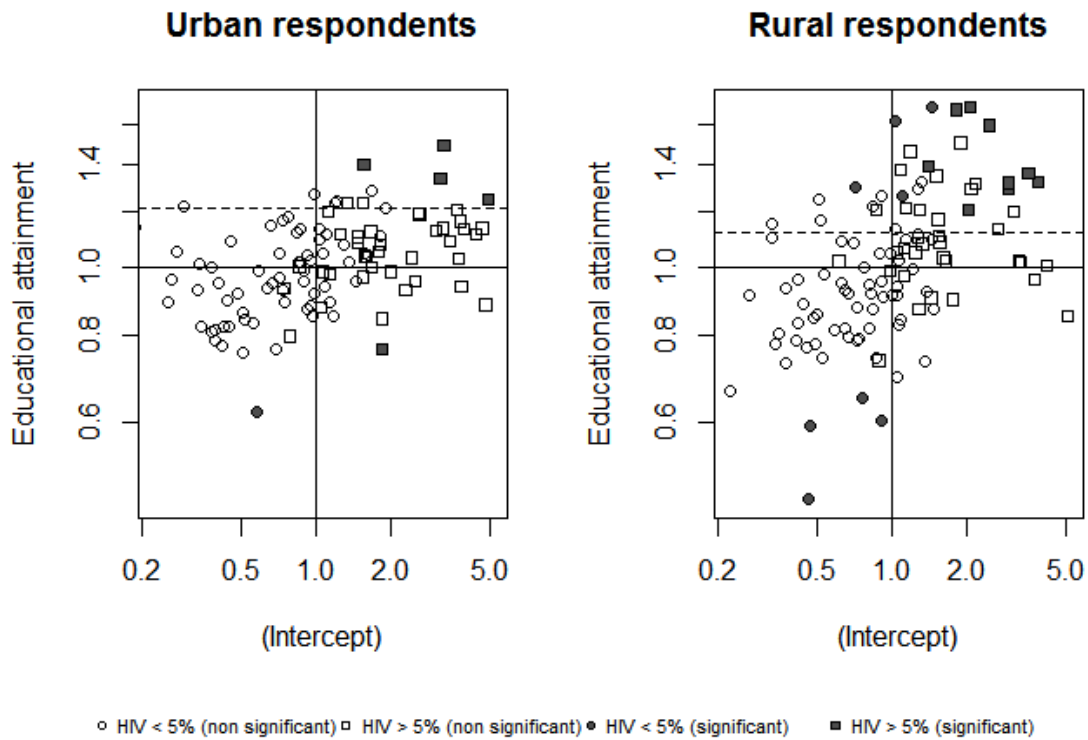 Urban respondents
Educational attainment
1.4
1.0
0.8
0.6
0.2 0.5 1.0 2.0 5.0
(Intercept)
Rural respondents
Educational attainment
1.4
1.0
0.8
0.6
0.2 0.5 1.0 2.0 5.0
(Intercept)
HIV < 5% (non significant) HIV > 5% (non significant) HIV < 5% (significant) HIV > 5% (significant)